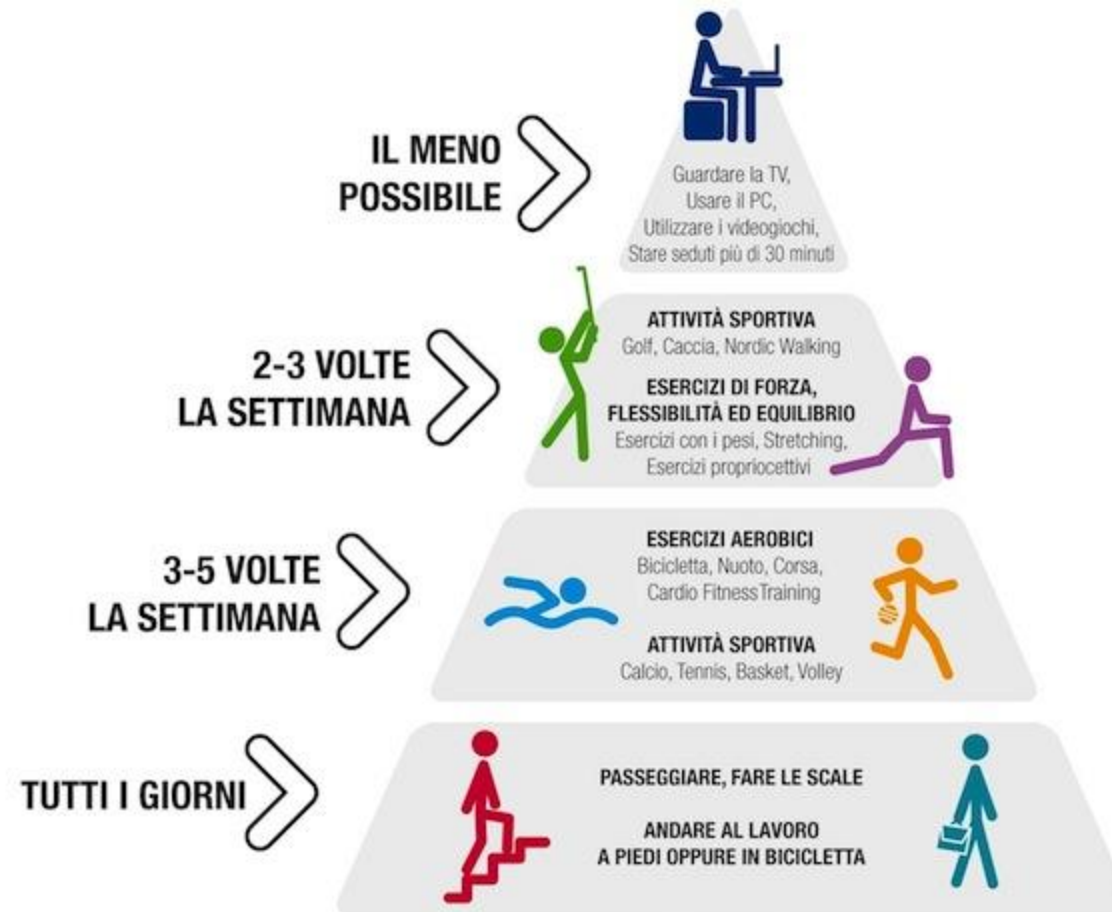 IL MENO
POSSIBILE
Guardare la TV,
Usare il PC,
Utilizzare i videogiochi,
Stare seduti più di 30 minuti
2-3 VOLTE
LA SETTIMANA
ATTIVITÀ SPORTIVA
Golf, Caccia, Nordic Walking
ESERCIZI DI FORZA,
FLESSIBILITÀ ED EQUILIBRIO
Esercizi con i pesi, Stretching,
Esercizi propriocettivi
3-5 VOLTE
LA SETTIMANA
ESERCIZI AEROBICI
Bicicletta, Nuoto, Corsa,
Cardio FitnessTraining
ATTIVITÀ SPORTIVA
Calcio, Tennis, Basket, Volley
TUTTI I GIORNI
PASSEGGIARE, FARE LE SCALE
ANDARE AL LAVORO
A PIEDI OPPURE IN BICICLETTA